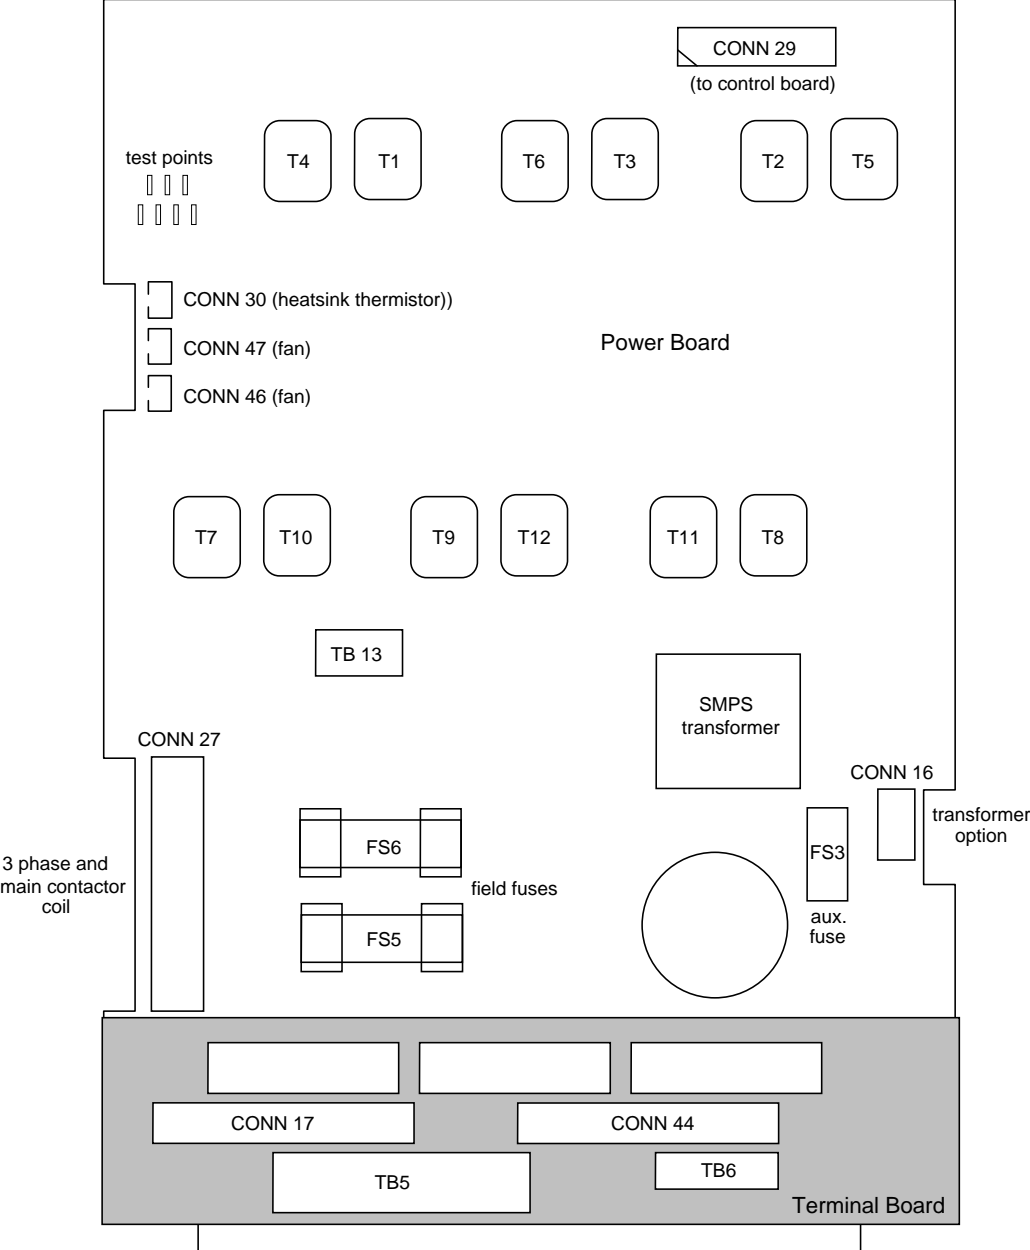 CONN 29
(to control board)
test points
T4
T1
T6
T3
T2
T5
CONN 30 (heatsink thermistor))
CONN 47 (fan)
CONN 46 (fan)
Power Board
T7
T10
T9
T12
T11
T8
TB 13
SMPS
transformer
CONN 27
CONN 16
transformer
option
FS6
FS3
3 phase and
main contactor
coil
field fuses
FS5
aux.
fuse
CONN 17
CONN 44
TB5
TB6
Terminal Board